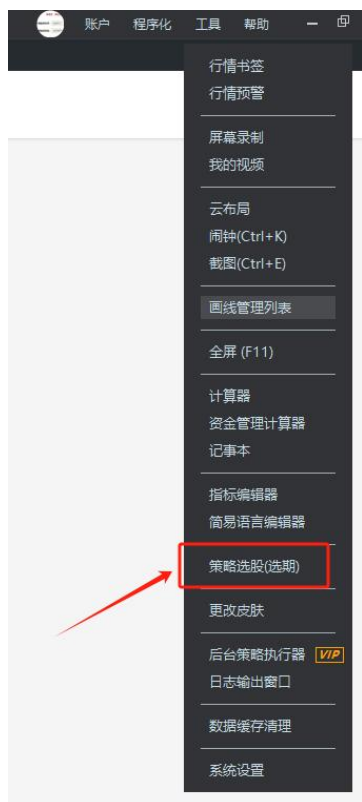 账户 程序化 工具 帮助
行情书签
行情预警
屏幕录制
我的视频
云布局
闹钟(Ctrl+K)
截图(Ctrl+E)
画线管理列表
全屏 (F11)
计算器
资金管理计算器
记事本
指标编辑器
简易语言编辑器
策略选股(选期)
更改皮肤
后台策略执行器 VIP
日志输出窗口
数据缓存清理
系统设置